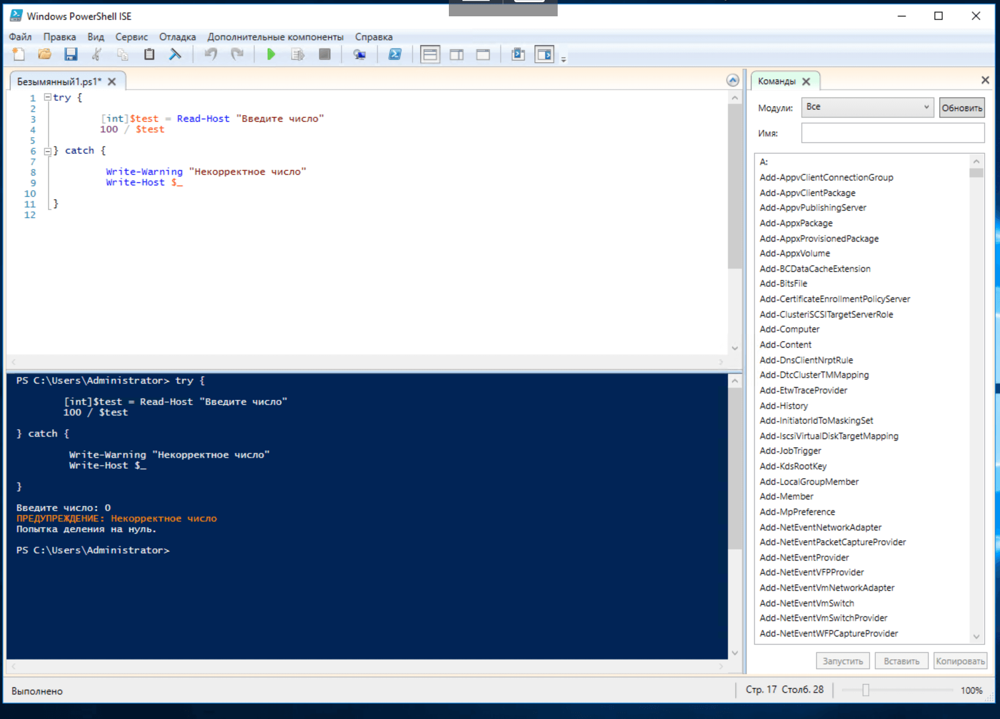 Windows PowerShell ISE
Файл Правка Вид Сервис Отладка Дополнительные компоненты Справка
Безымянный1.ps1*
1 try {
2
3 [int]$test = Read-Host "Введите число"
4 100 / $test
5
6 } catch {
7
8 Write-Warning "Некорректное число"
9 Write-Host $_
10
11 }
12
PS C:\Users\Administrator> try {
[int]$test = Read-Host "Введите число"
100 / $test
} catch {
Write-Warning "Некорректное число"
Write-Host $_
}
Введите число: 0
ПРЕДУПРЕЖДЕНИЕ: Некорректное число
Попытка деления на нуль.
PS C:\Users\Administrator>
Команды
Модули: Все Обновить
Имя:
A:
Add-AppvClientConnectionGroup
Add-AppvClientPackage
Add-AppvPublishingServer
Add-AppxPackage
Add-AppxProvisionedPackage
Add-AppxVolume
Add-BCDataCacheExtension
Add-BitsFile
Add-CertificateEnrollmentPolicyServer
Add-ClusteriSCSITargetServerRole
Add-Computer
Add-Content
Add-DnsClientNrptRule
Add-DtcClusterTMMapping
Add-EtwTraceProvider
Add-History
Add-InitiatorIdToMaskingSet
Add-IscsiVirtualDiskTargetMapping
Add-JobTrigger
Add-KdsRootKey
Add-LocalGroupMember
Add-Member
Add-MpPreference
Add-NetEventNetworkAdapter
Add-NetEventPacketCaptureProvider
Add-NetEventProvider
Add-NetEventVFPProvider
Add-NetEventVmNetworkAdapter
Add-NetEventVmSwitch
Add-NetEventVmSwitchProvider
Add-NetEventWFPCaptureProvider
Запустить Вставить Копировать
Выполнено
Стр. 17 Столб. 28
100%